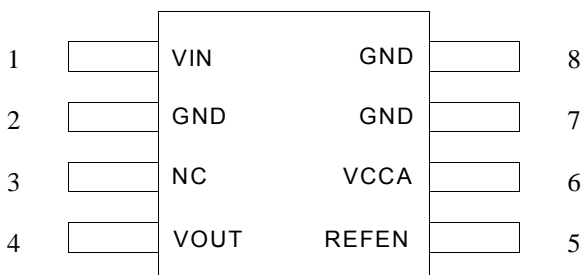 1 VIN GND 8
2 GND GND 7
3 NC VCCA 6
4 VOUT REFEN 5